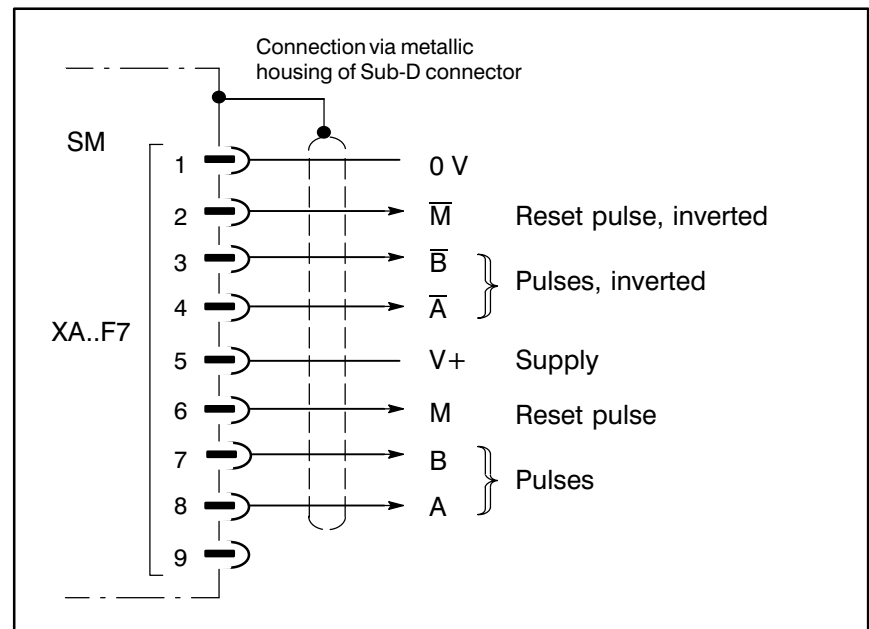 Connection via metallic
housing of Sub-D connector
SM
XA..F7
1 0 V
2 M̅ Reset pulse, inverted
3 B̅
Pulses, inverted
4 A̅
5 V+ Supply
6 M Reset pulse
7 B
Pulses
8 A
9